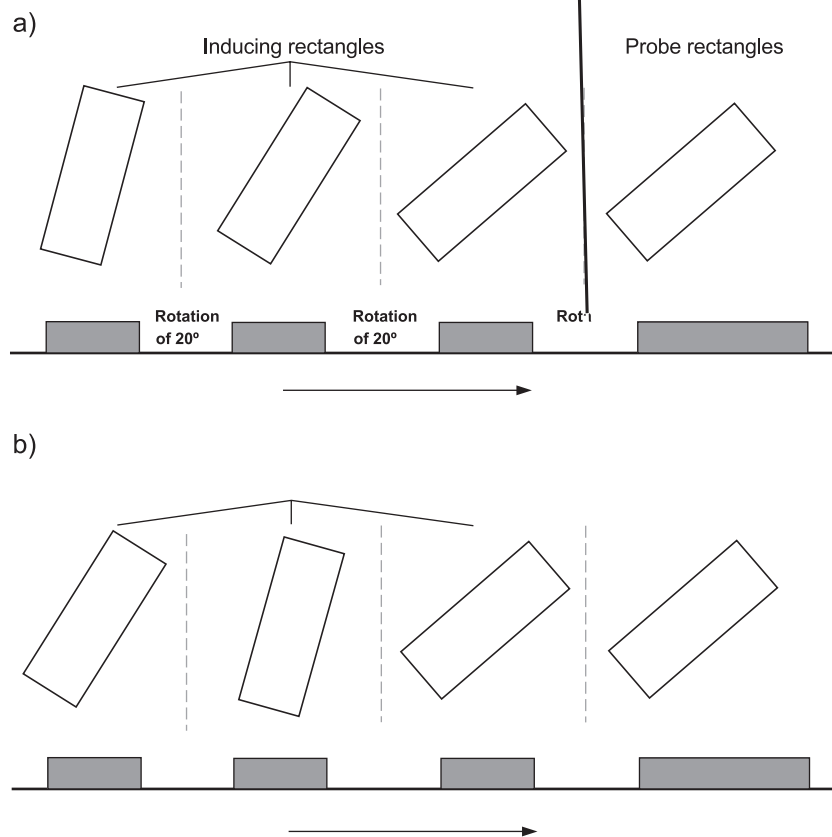 a)
Inducing rectangles
Probe rectangles
Rotation
of 20º
Rotation
of 20º
b)